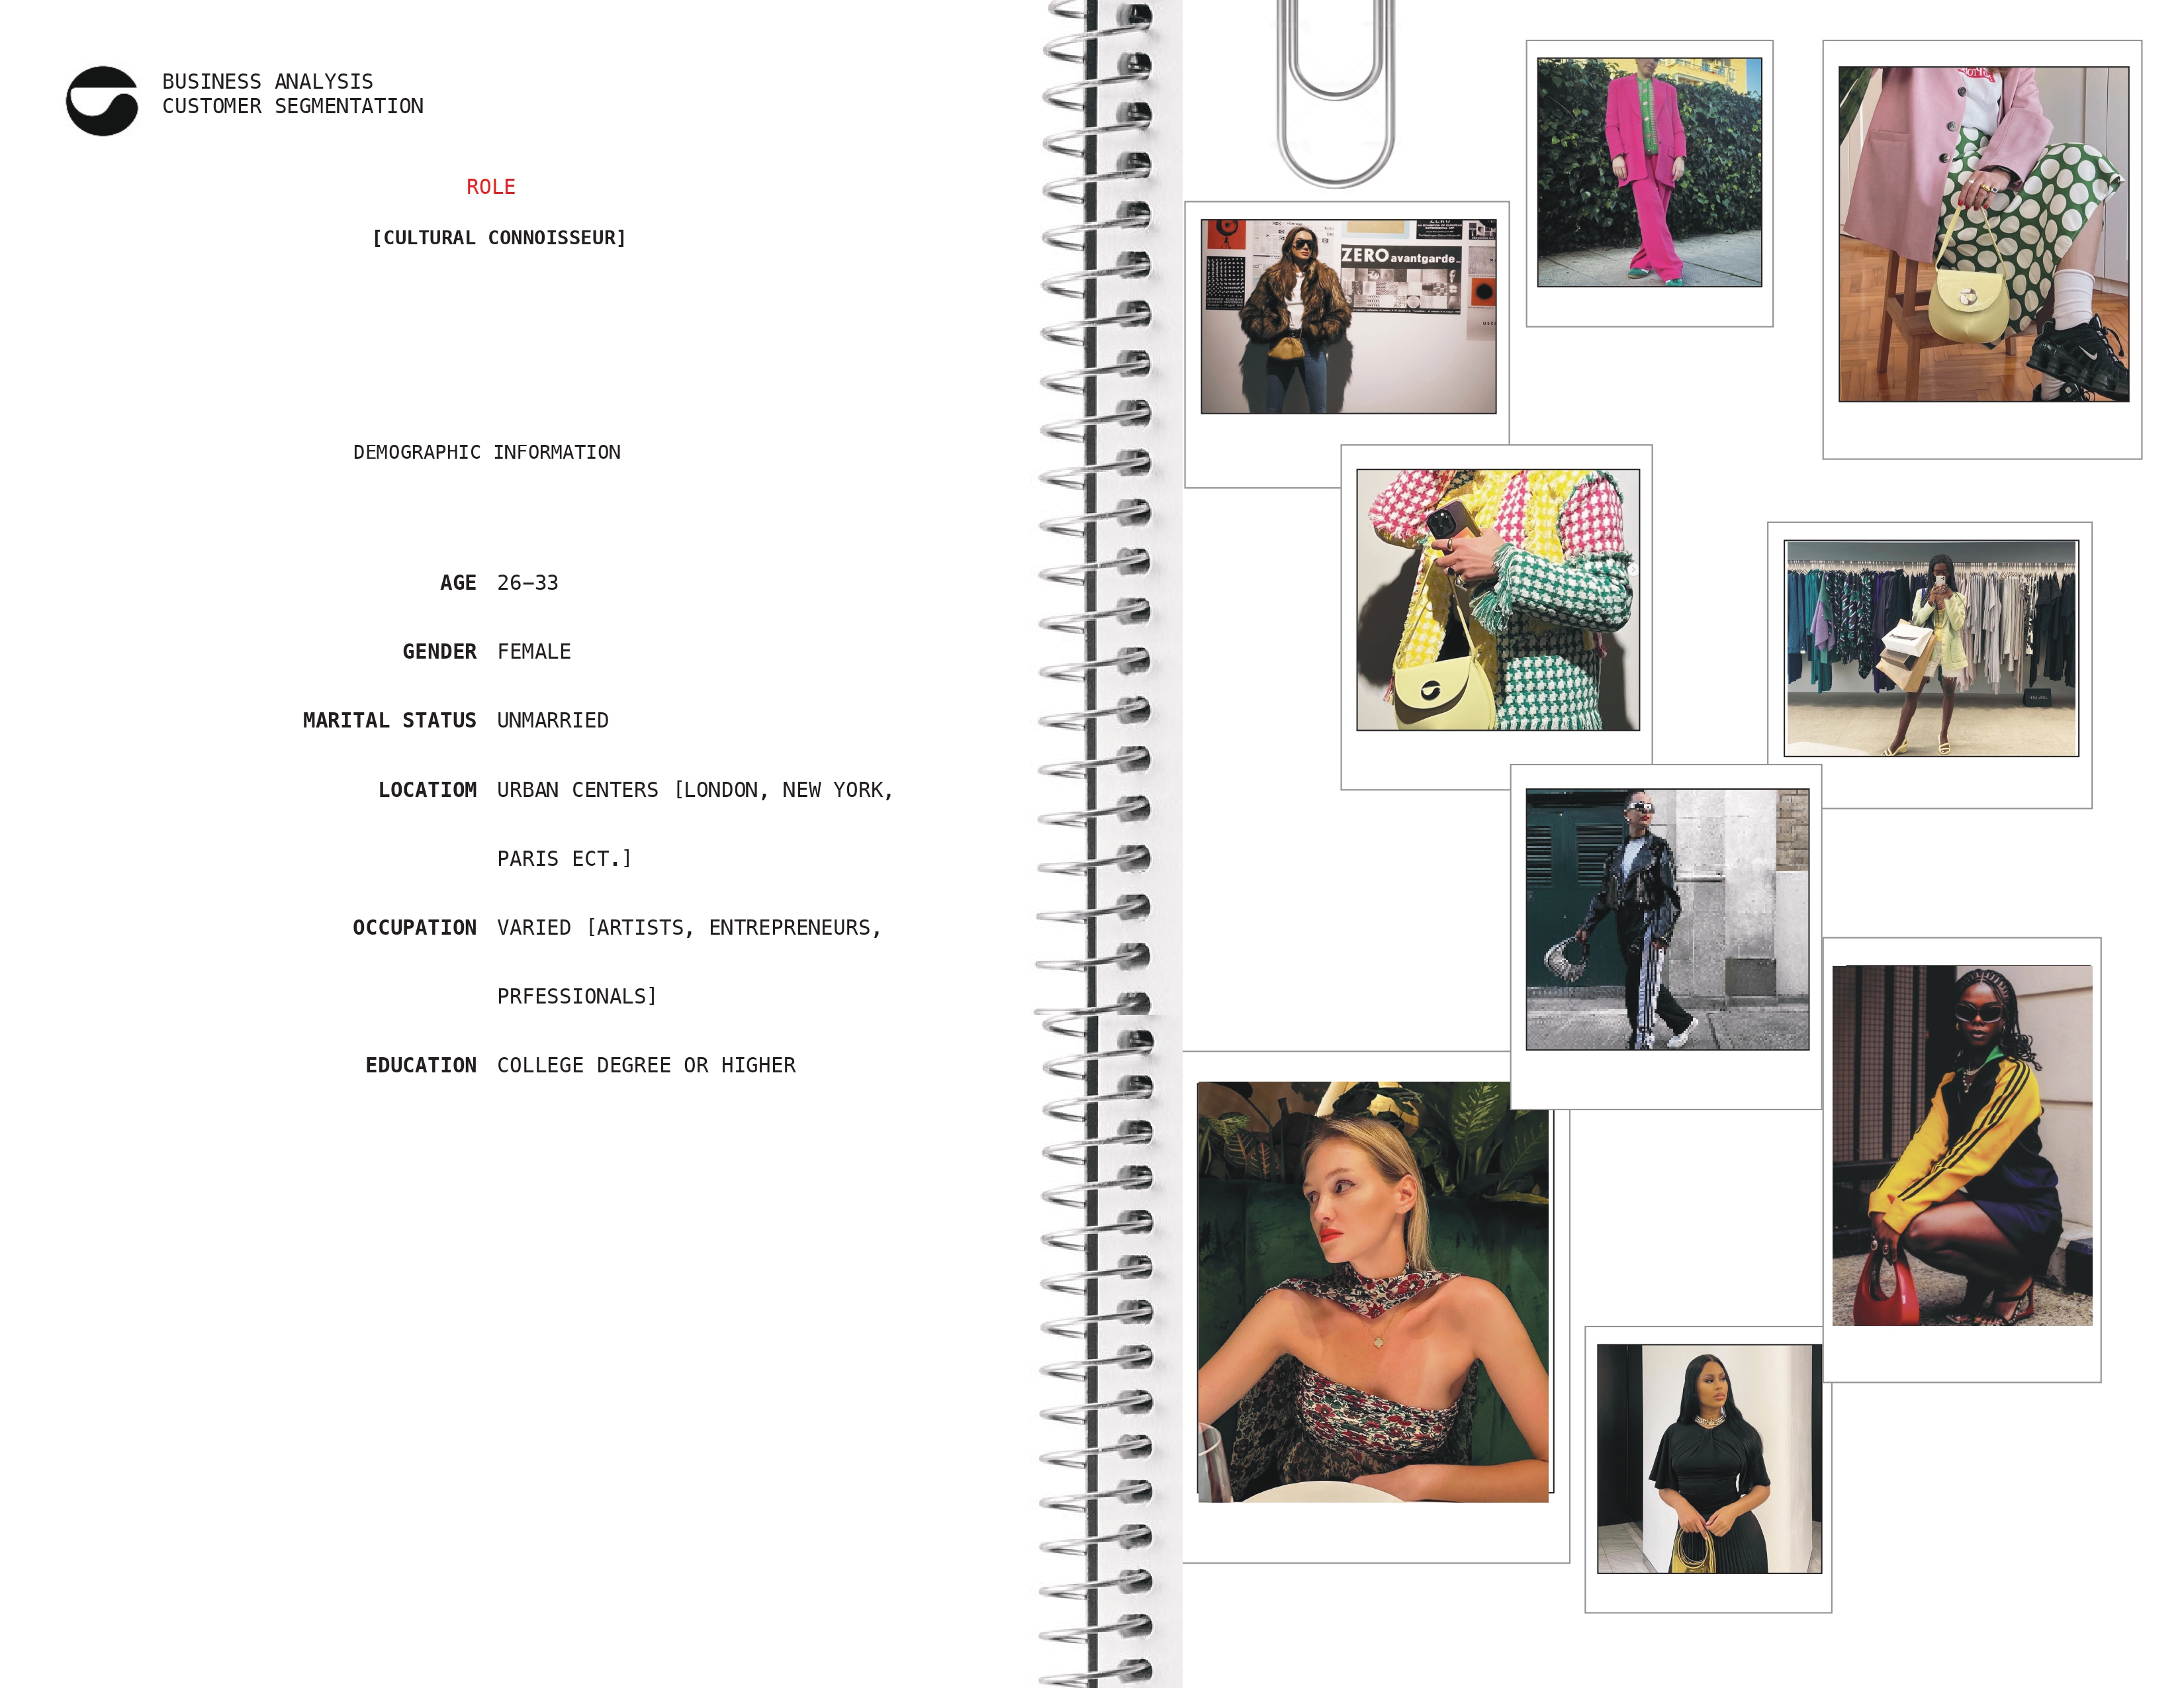 BUSINESS ANALYSIS
CUSTOMER SEGMENTATION
ROLE
[CULTURAL CONNOISSEUR]
DEMOGRAPHIC INFORMATION
AGE 26–33
GENDER FEMALE
MARITAL STATUS UNMARRIED
LOCATIOM URBAN CENTERS [LONDON, NEW YORK,
PARIS ECT.]
OCCUPATION VARIED [ARTISTS, ENTREPRENEURS,
PRFESSIONALS]
EDUCATION COLLEGE DEGREE OR HIGHER
ZERO avantgarde